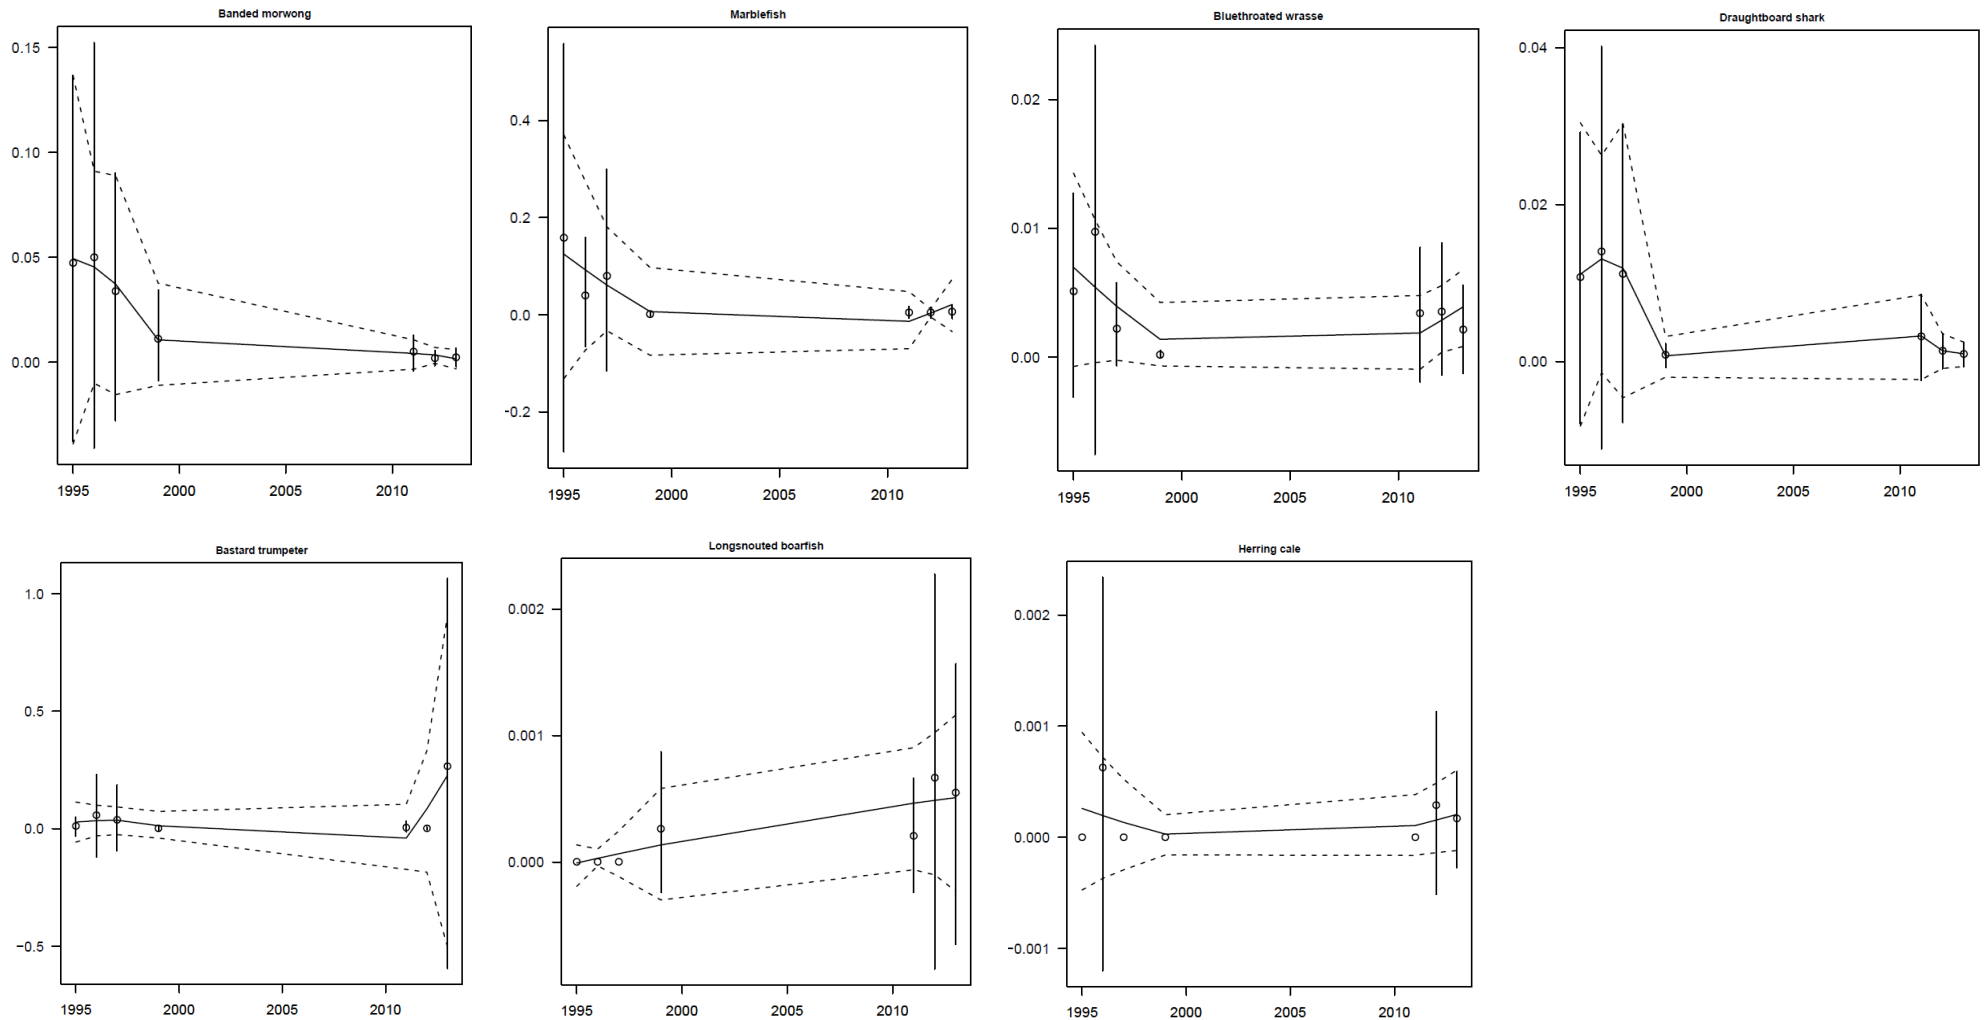 Banded morwong
0.15
0.10
0.05
0.00
1995 2000 2005 2010
Marblefish
0.4
0.2
0.0
-0.2
1995 2000 2005 2010
Bluethroated wrasse
0.02
0.01
0.00
1995 2000 2005 2010
Draughtboard shark
0.04
0.02
0.00
1995 2000 2005 2010
Bastard trumpeter
1.0
0.5
0.0
-0.5
1995 2000 2005 2010
Longsnouted boarfish
0.002
0.001
0.000
1995 2000 2005 2010
Herring cale
0.002
0.001
0.000
-0.001
1995 2000 2005 2010